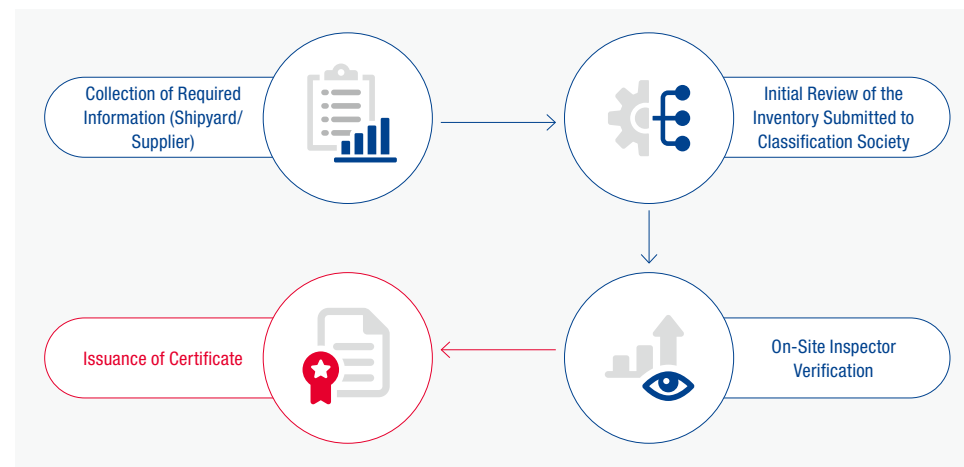 Collection of Required
Information (Shipyard/
Supplier)
Initial Review of the
Inventory Submitted to
Classification Society
Issuance of Certificate
On-Site Inspector
Verification